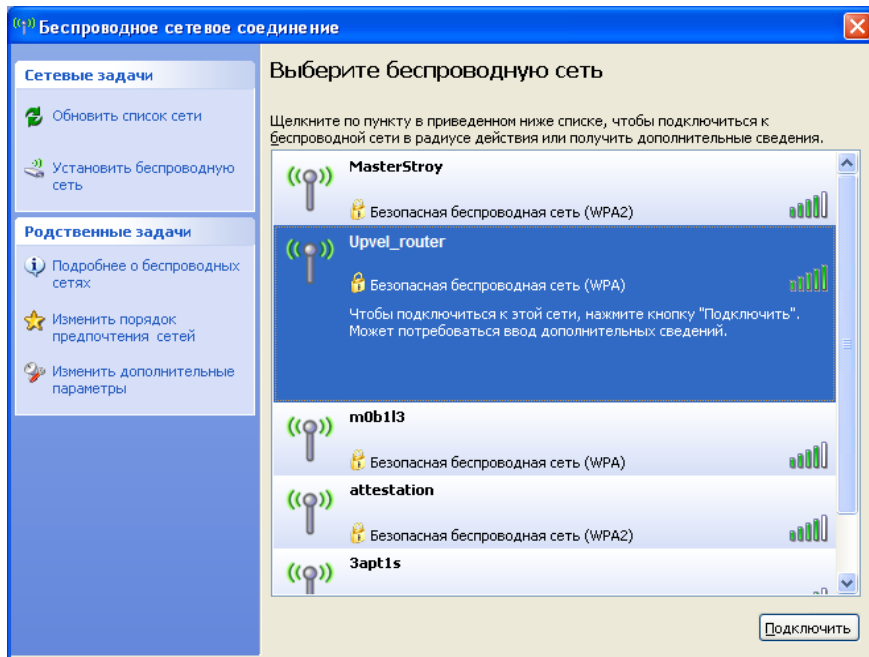 Беспроводное сетевое соединение
Сетевые задачи
Обновить список сети
Установить беспроводную
сеть
Родственные задачи
Подробнее о беспроводных
сетях
Изменить порядок
предпочтения сетей
Изменить дополнительные
параметры
Выберите беспроводную сеть
Щелкните по пункту в приведенном ниже списке, чтобы подключиться к
беспроводной сети в радиусе действия или получить дополнительные сведения.
MasterStroy
Безопасная беспроводная сеть (WPA2)
Upvel_router
Безопасная беспроводная сеть (WPA)
Чтобы подключиться к этой сети, нажмите кнопку "Подключить".
Может потребоваться ввод дополнительных сведений.
m0b1l3
Безопасная беспроводная сеть (WPA)
attestation
Безопасная беспроводная сеть (WPA2)
3apt1s
Подключить